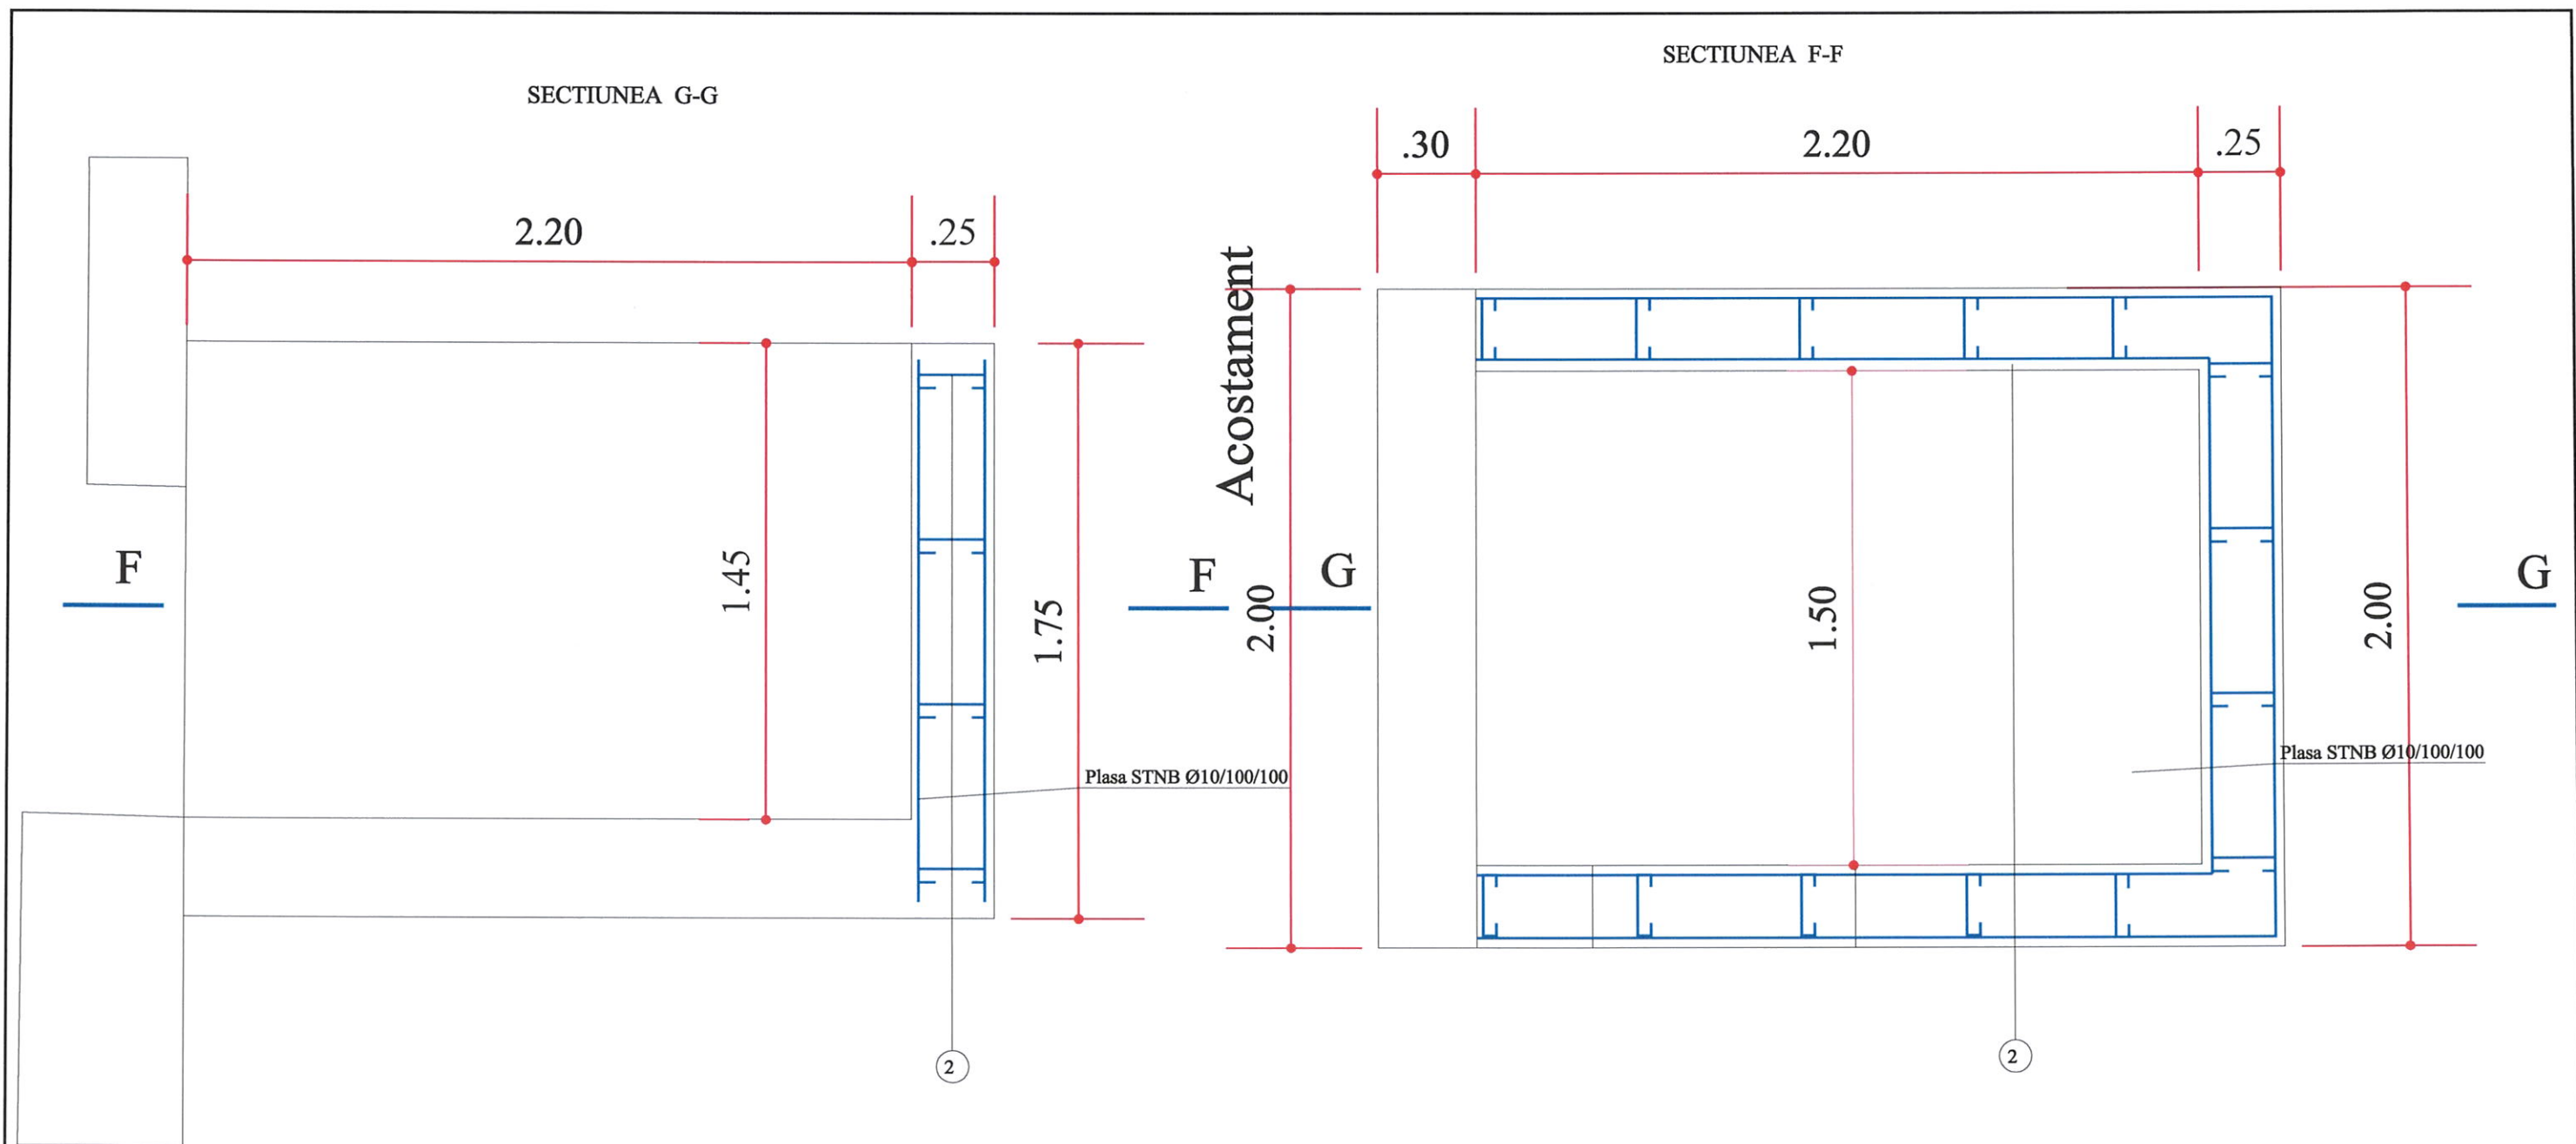 SECTIUNEA G-G
2.20
.25
1.45
1.75
F
F
Plasa STNB Ø10/100/100
2
SECTIUNEA F-F
.30
2.20
.25
Acostament
2.00
G
1.50
2.00
G
Plasa STNB Ø10/100/100
2